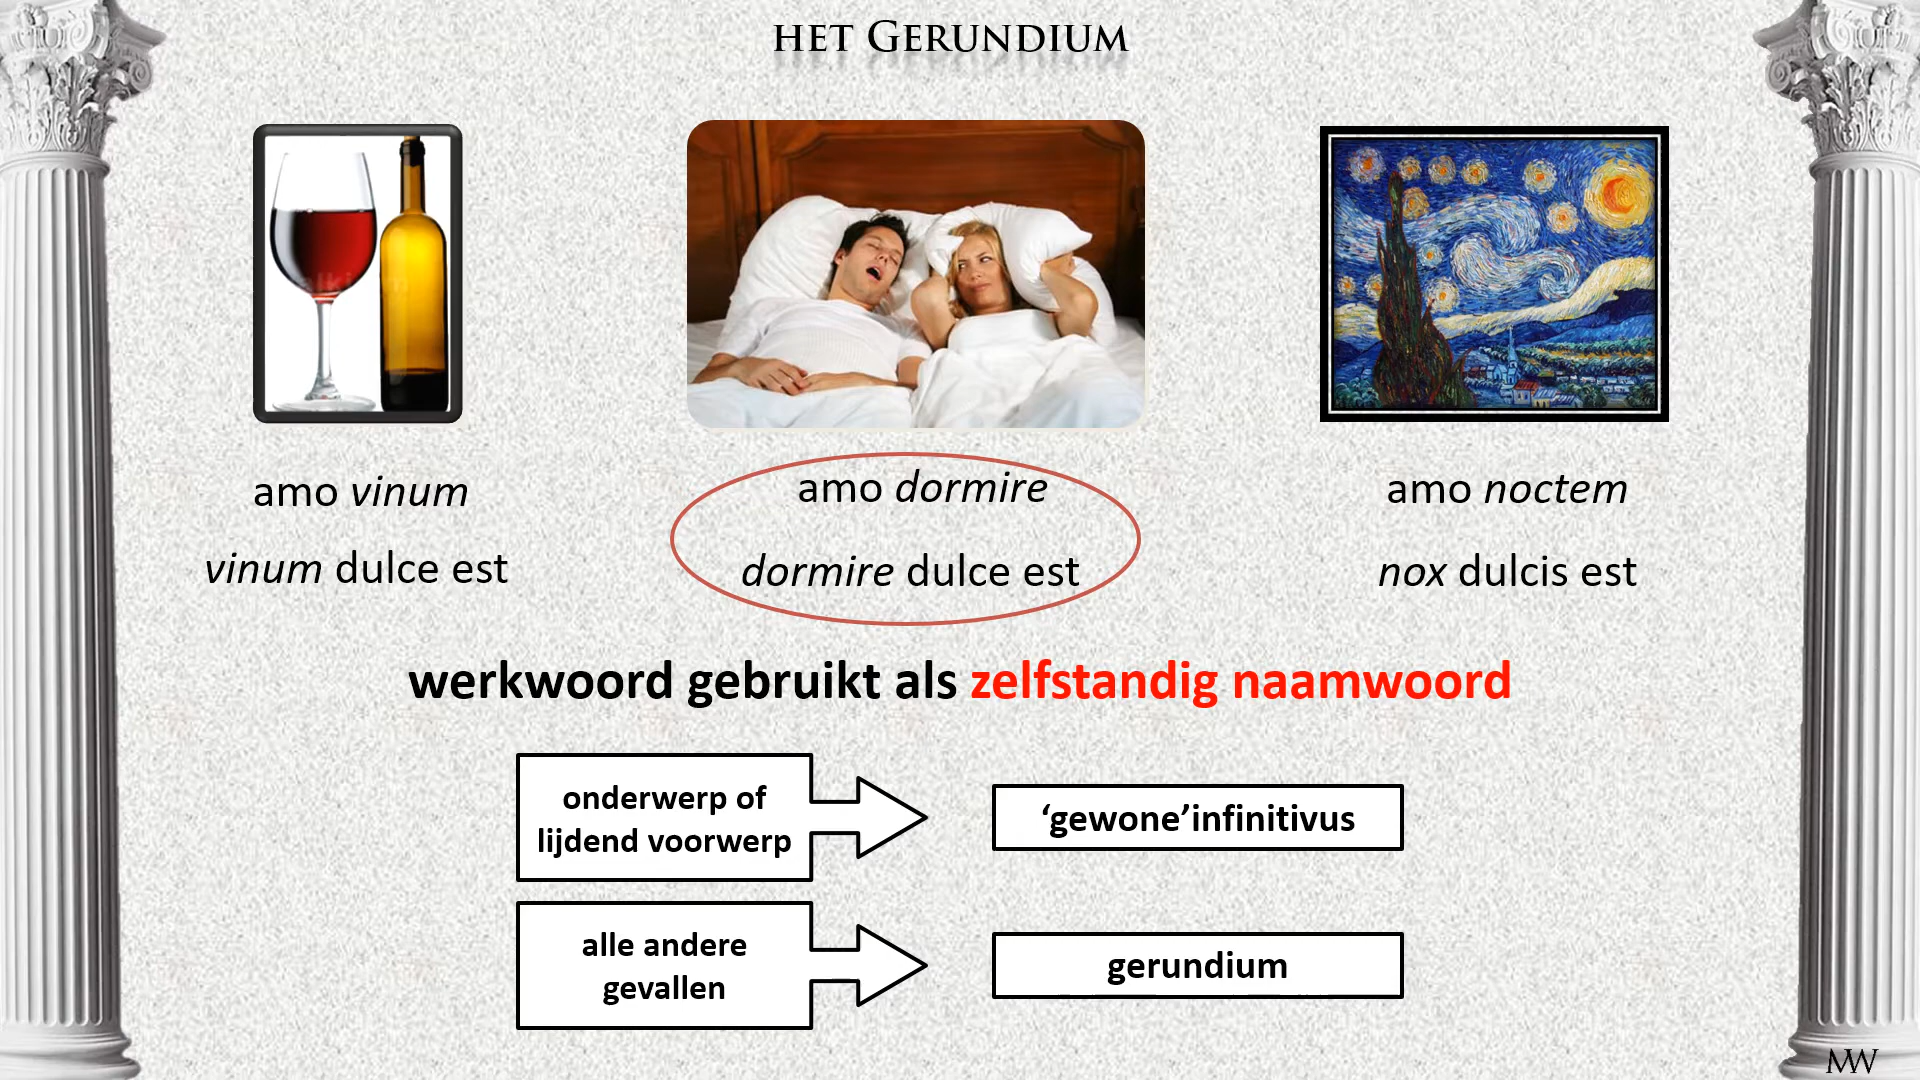 HET GERUNDIUM
amo vinum
vinum dulce est
amo dormire
dormire dulce est
amo noctem
nox dulcis est
werkwoord gebruikt als zelfstandig naamwoord
onderwerp of
lijdend voorwerp
‘gewone’infinitivus
alle andere
gevallen
gerundium
MW